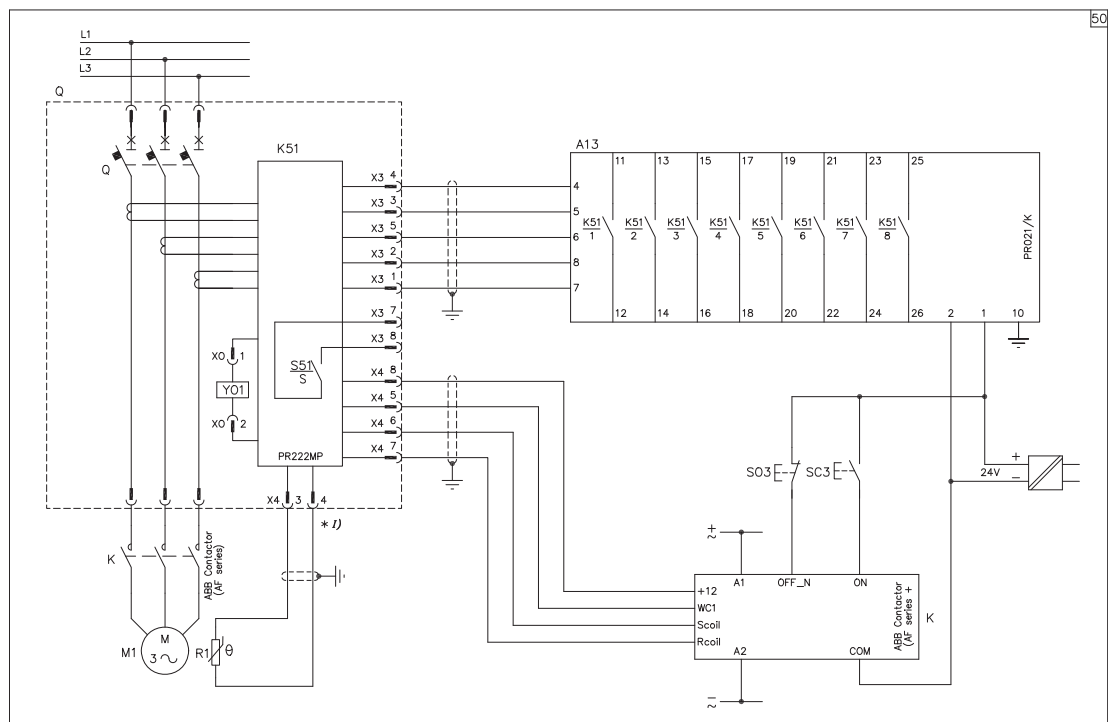 50
L1
L2
L3
Q
Q
K51
A13
X3 4
X3 3
X3 5
X3 2
X3 1
X3 7
X3 8
X4 8
X4 5
X4 6
X4 7
4
5
6
8
7
11 13 15 17 19 21 23 25
K51
1
K51
2
K51
3
K51
4
K51
5
K51
6
K51
7
K51
8
12 14 16 18 20 22 24 26 2 1 10
PR021/K
S51
S
X0 1
Y01
X0 2
PR222MP
X4 3 4
* 1)
K
ABB Contactor
(AF series)
M
3 ~
M1
R1
θ
SO3
SC3
+
24V
−
+
~
A1 OFF_N ON
+12
WC1
Scoil
Rcoil
A2 COM
ABB Contactor
(AF series +
K
−
~